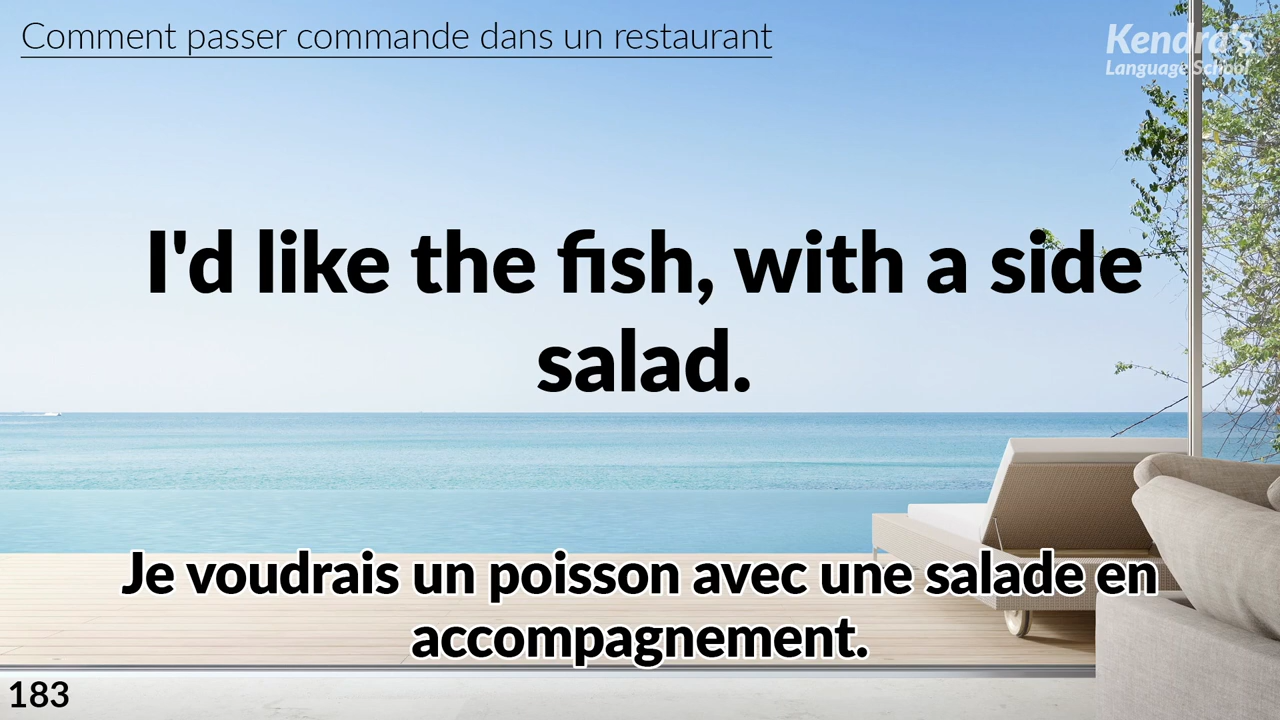 Comment passer commande dans un restaurant
Kendra's
Language School
I'd like the fish, with a side
salad.
Je voudrais un poisson avec une salade en
accompagnement.
183